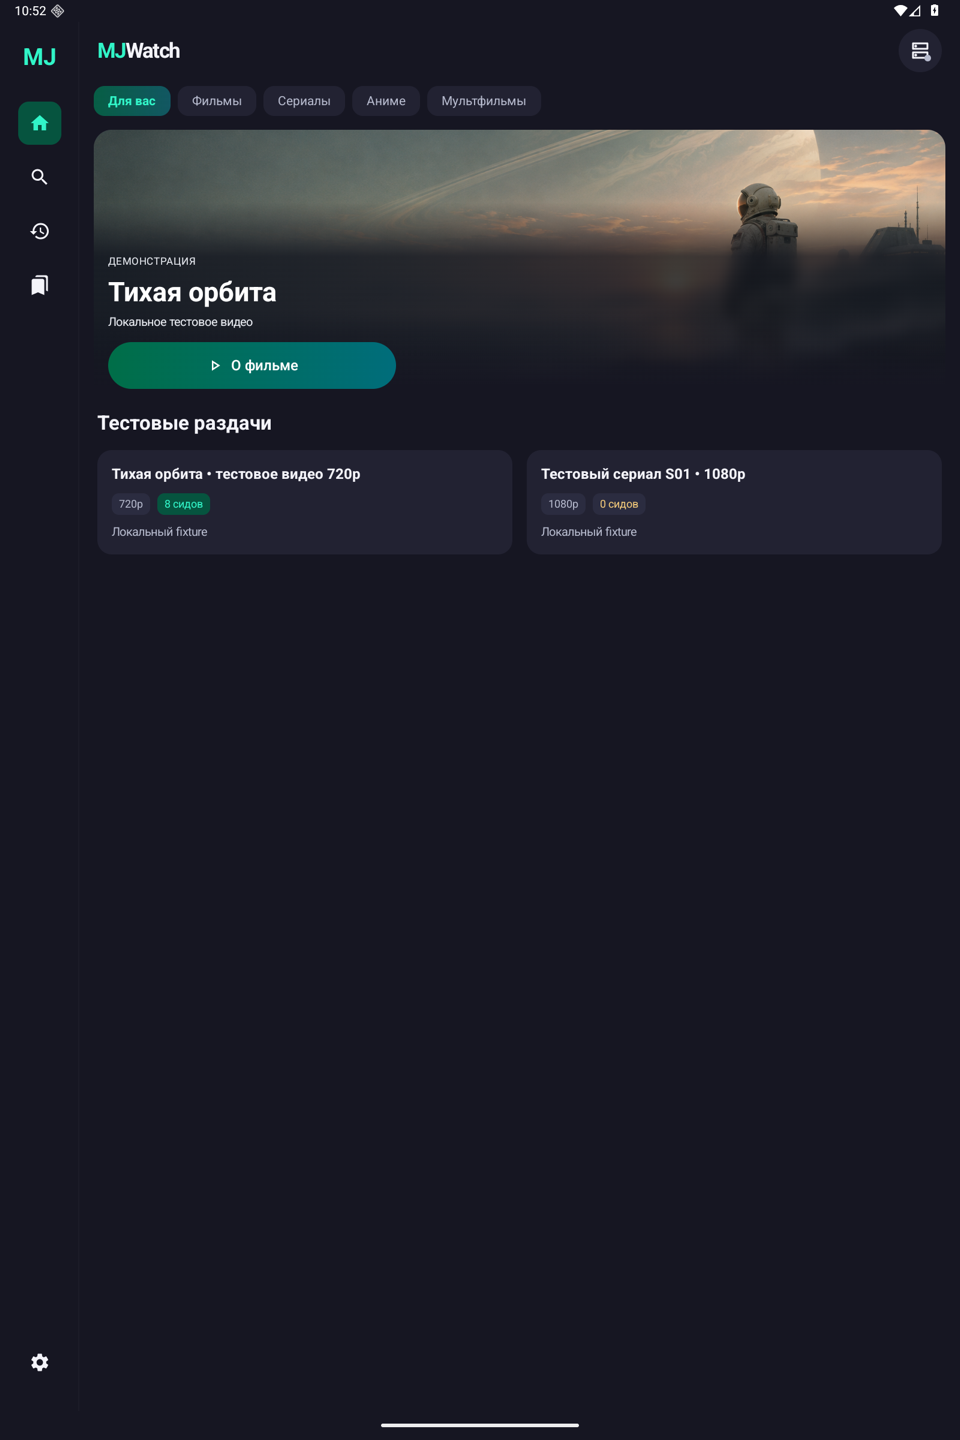 10:52
MJ
MJWatch
Для вас
Фильмы
Сериалы
Аниме
Мультфильмы
ДЕМОНСТРАЦИЯ
Тихая орбита
Локальное тестовое видео
О фильме
Тестовые раздачи
Тихая орбита • тестовое видео 720p
720p
8 сидов
Локальный fixture
Тестовый сериал S01 • 1080p
1080p
0 сидов
Локальный fixture